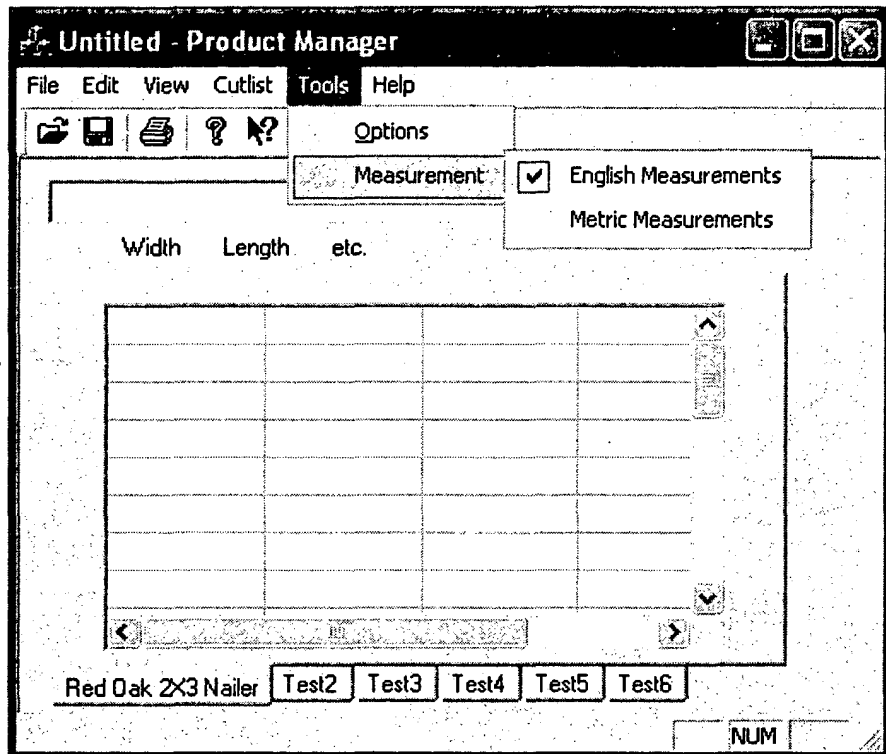 Untitled - Product Manager
File Edit View Cutlist Tools Help
Options
Measurement
English Measurements
Metric Measurements
Width Length etc.
Red Oak 2X3 Nailer Test2 Test3 Test4 Test5 Test6
NUM